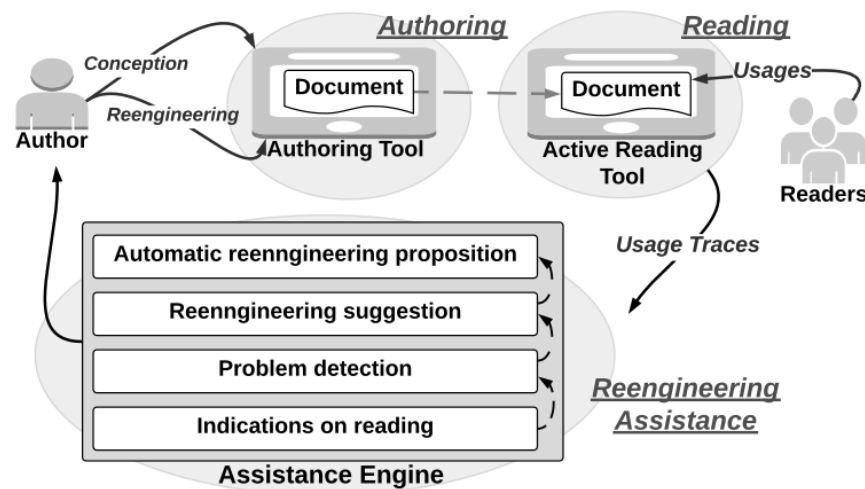 Authoring
Reading
Conception
Document
Document
Usages
Reengineering
Author
Authoring Tool
Active Reading
Tool
Readers
Usage Traces
Automatic reenngineering proposition
Reenngineering suggestion
Problem detection
Indications on reading
Reengineering
Assistance
Assistance Engine